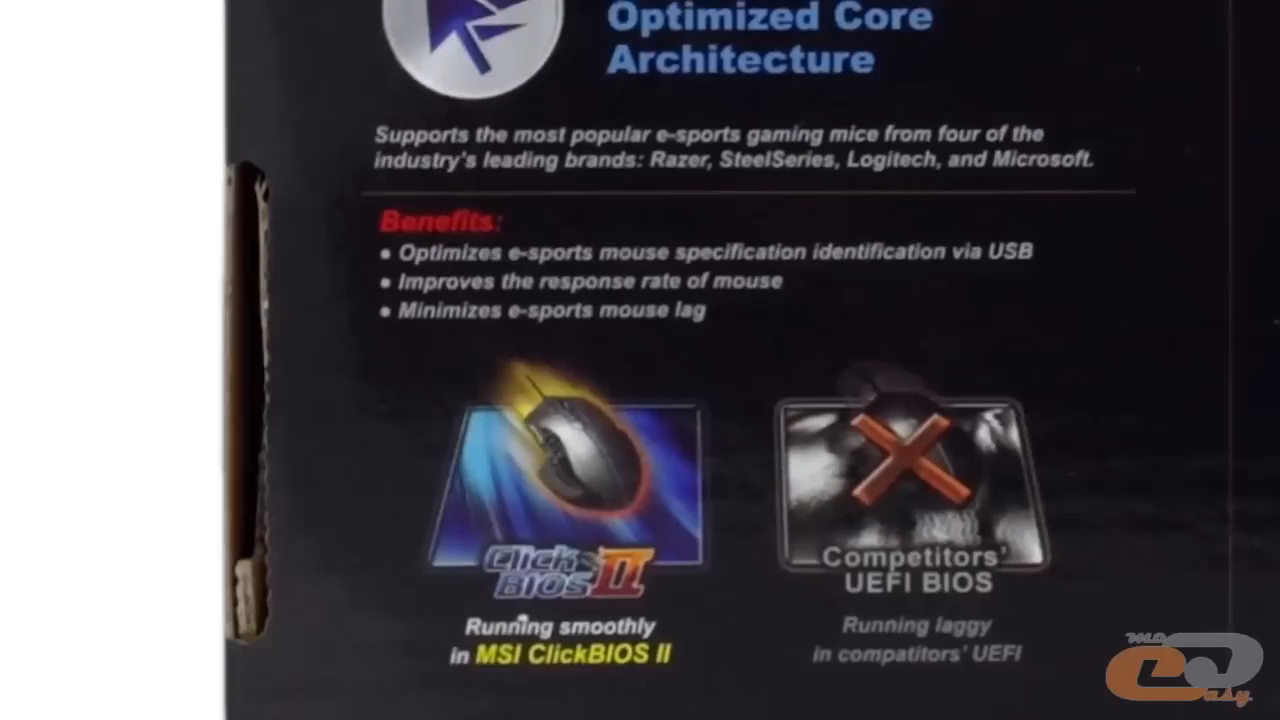 Optimized Core
Architecture
Supports the most popular e-sports gaming mice from four of the
industry's leading brands: Razer, SteelSeries, Logitech, and Microsoft.
Benefits:
• Optimizes e-sports mouse specification identification via USB
• Improves the response rate of mouse
• Minimizes e-sports mouse lag
Click
BIOS II
Competitors'
UEFI BIOS
Running smoothly
in MSI ClickBIOS II
Running laggy
in compatitors' UEFI